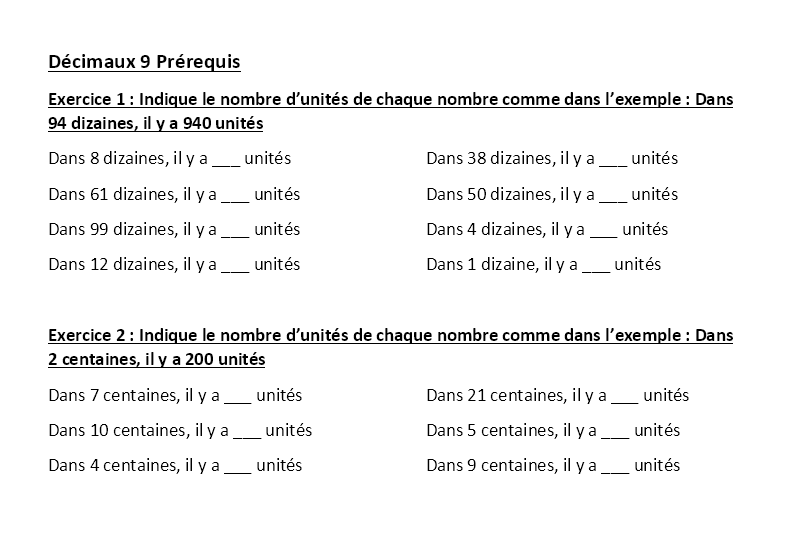 Décimaux 9 Prérequis
Exercice 1 : Indique le nombre d’unités de chaque nombre comme dans l’exemple : Dans
94 dizaines, il y a 940 unités
Dans 8 dizaines, il y a ___ unités
Dans 38 dizaines, il y a ___ unités
Dans 61 dizaines, il y a ___ unités
Dans 50 dizaines, il y a ___ unités
Dans 99 dizaines, il y a ___ unités
Dans 4 dizaines, il y a ___ unités
Dans 12 dizaines, il y a ___ unités
Dans 1 dizaine, il y a ___ unités
Exercice 2 : Indique le nombre d’unités de chaque nombre comme dans l’exemple : Dans
2 centaines, il y a 200 unités
Dans 7 centaines, il y a ___ unités
Dans 21 centaines, il y a ___ unités
Dans 10 centaines, il y a ___ unités
Dans 5 centaines, il y a ___ unités
Dans 4 centaines, il y a ___ unités
Dans 9 centaines, il y a ___ unités